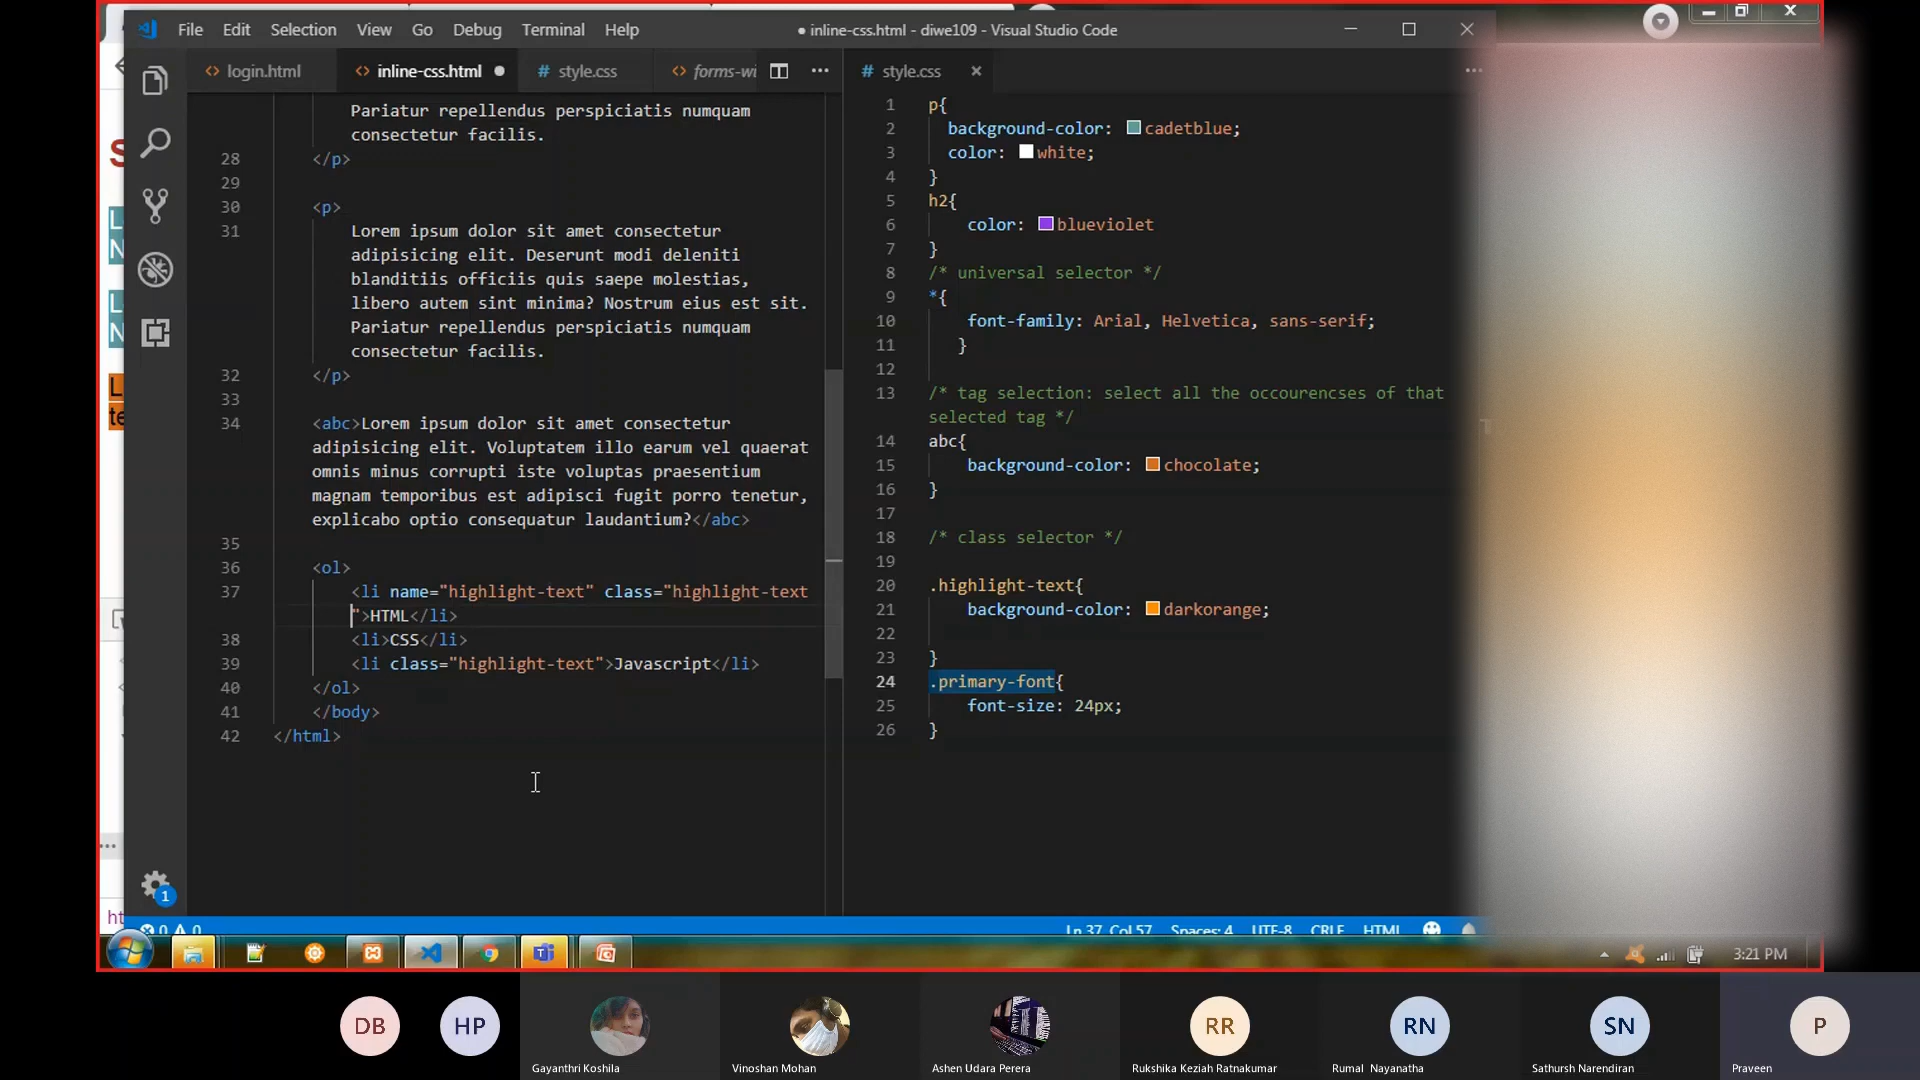 File Edit Selection View Go Debug Terminal Help
● inline-css.html - diwe109 - Visual Studio Code
login.html
inline-css.html
# style.css
forms-wi
# style.css
Pariatur repellendus perspiciatis numquam
consectetur facilis.
28 </p>
29
30 <p>
31 Lorem ipsum dolor sit amet consectetur
adipisicing elit. Deserunt modi deleniti
blanditiis officiis quis saepe molestias,
libero autem sint minima? Nostrum eius est sit.
Pariatur repellendus perspiciatis numquam
consectetur facilis.
32 </p>
33
34 <abc>Lorem ipsum dolor sit amet consectetur
adipisicing elit. Voluptatem illo earum vel quaerat
omnis minus corrupti iste voluptas praesentium
magnam temporibus est adipisci fugit porro tenetur,
explicabo optio consequatur laudantium?</abc>
35
36 <ol>
37 <li name="highlight-text" class="highlight-text
">HTML</li>
38 <li>CSS</li>
39 <li class="highlight-text">Javascript</li>
40 </ol>
41 </body>
42 </html>
1 p{
2 background-color: cadetblue;
3 color: white;
4 }
5 h2{
6 color: blueviolet
7 }
8 /* universal selector */
9 *{
10 font-family: Arial, Helvetica, sans-serif;
11 }
12
13 /* tag selection: select all the occourencses of that
selected tag */
14 abc{
15 background-color: chocolate;
16 }
17
18 /* class selector */
19
20 .highlight-text{
21 background-color: darkorange;
22
23 }
24 .primary-font{
25 font-size: 24px;
26 }
1
0 0
Ln 37, Col 57 Spaces: 4 UTF-8 CRLF HTML
3:21 PM
DB
HP
Gayanthri Koshila
Vinoshan Mohan
Ashen Udara Perera
RR
Rukshika Keziah Ratnakumar
RN
Rumal Nayanatha
SN
Sathursh Narendiran
P
Praveen